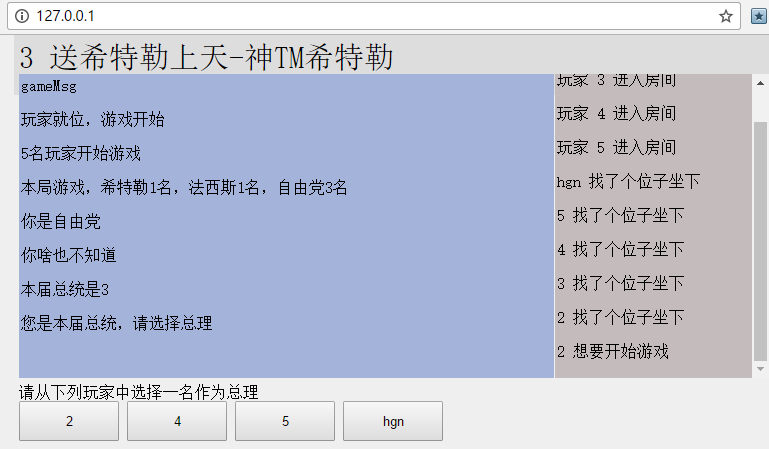 127.0.0.1
3 送希特勒上天-神TM希特勒
gameMsg
玩家就位，游戏开始
5名玩家开始游戏
本局游戏，希特勒1名，法西斯1名，自由党3名
你是自由党
你啥也不知道
本届总统是3
您是本届总统，请选择总理
玩家 3 进入房间
玩家 4 进入房间
玩家 5 进入房间
hgn 找了个位子坐下
5 找了个位子坐下
4 找了个位子坐下
3 找了个位子坐下
2 找了个位子坐下
2 想要开始游戏
请从下列玩家中选择一名作为总理
2 4 5 hgn